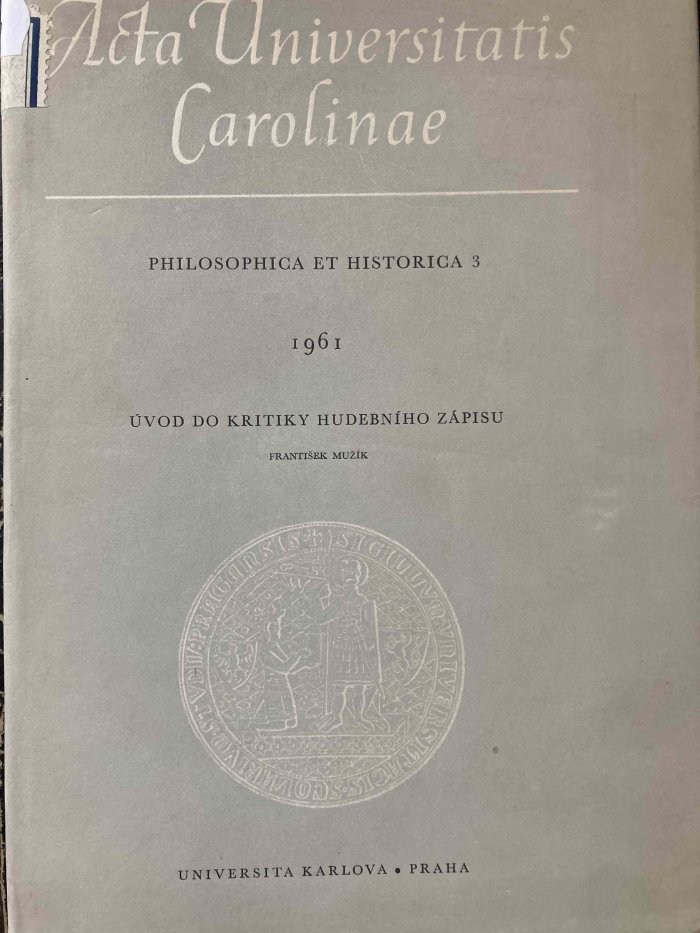 Acta Universitatis
Carolinae
PHILOSOPHICA ET HISTORICA 3
1961
ÚVOD DO KRITIKY HUDEBNÍHO ZÁPISU
FRANTIŠEK MUŽÍK
UNIVERSITA KARLOVA • PRAHA